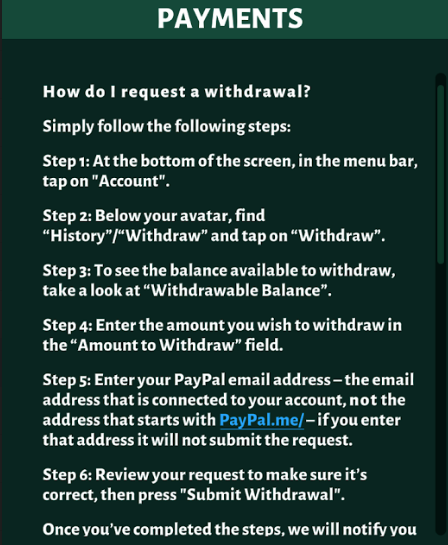 PAYMENTS
How do I request a withdrawal?
Simply follow the following steps:
Step 1: At the bottom of the screen, in the menu bar,
tap on "Account".
Step 2: Below your avatar, find
“History”/“Withdraw” and tap on “Withdraw”.
Step 3: To see the balance available to withdraw,
take a look at “Withdrawable Balance”.
Step 4: Enter the amount you wish to withdraw in
the “Amount to Withdraw” field.
Step 5: Enter your PayPal email address – the email
address that is connected to your account, not the
address that starts with PayPal.me/ – if you enter
that address it will not submit the request.
Step 6: Review your request to make sure it's
correct, then press "Submit Withdrawal".
Once you've completed the steps, we will notify you